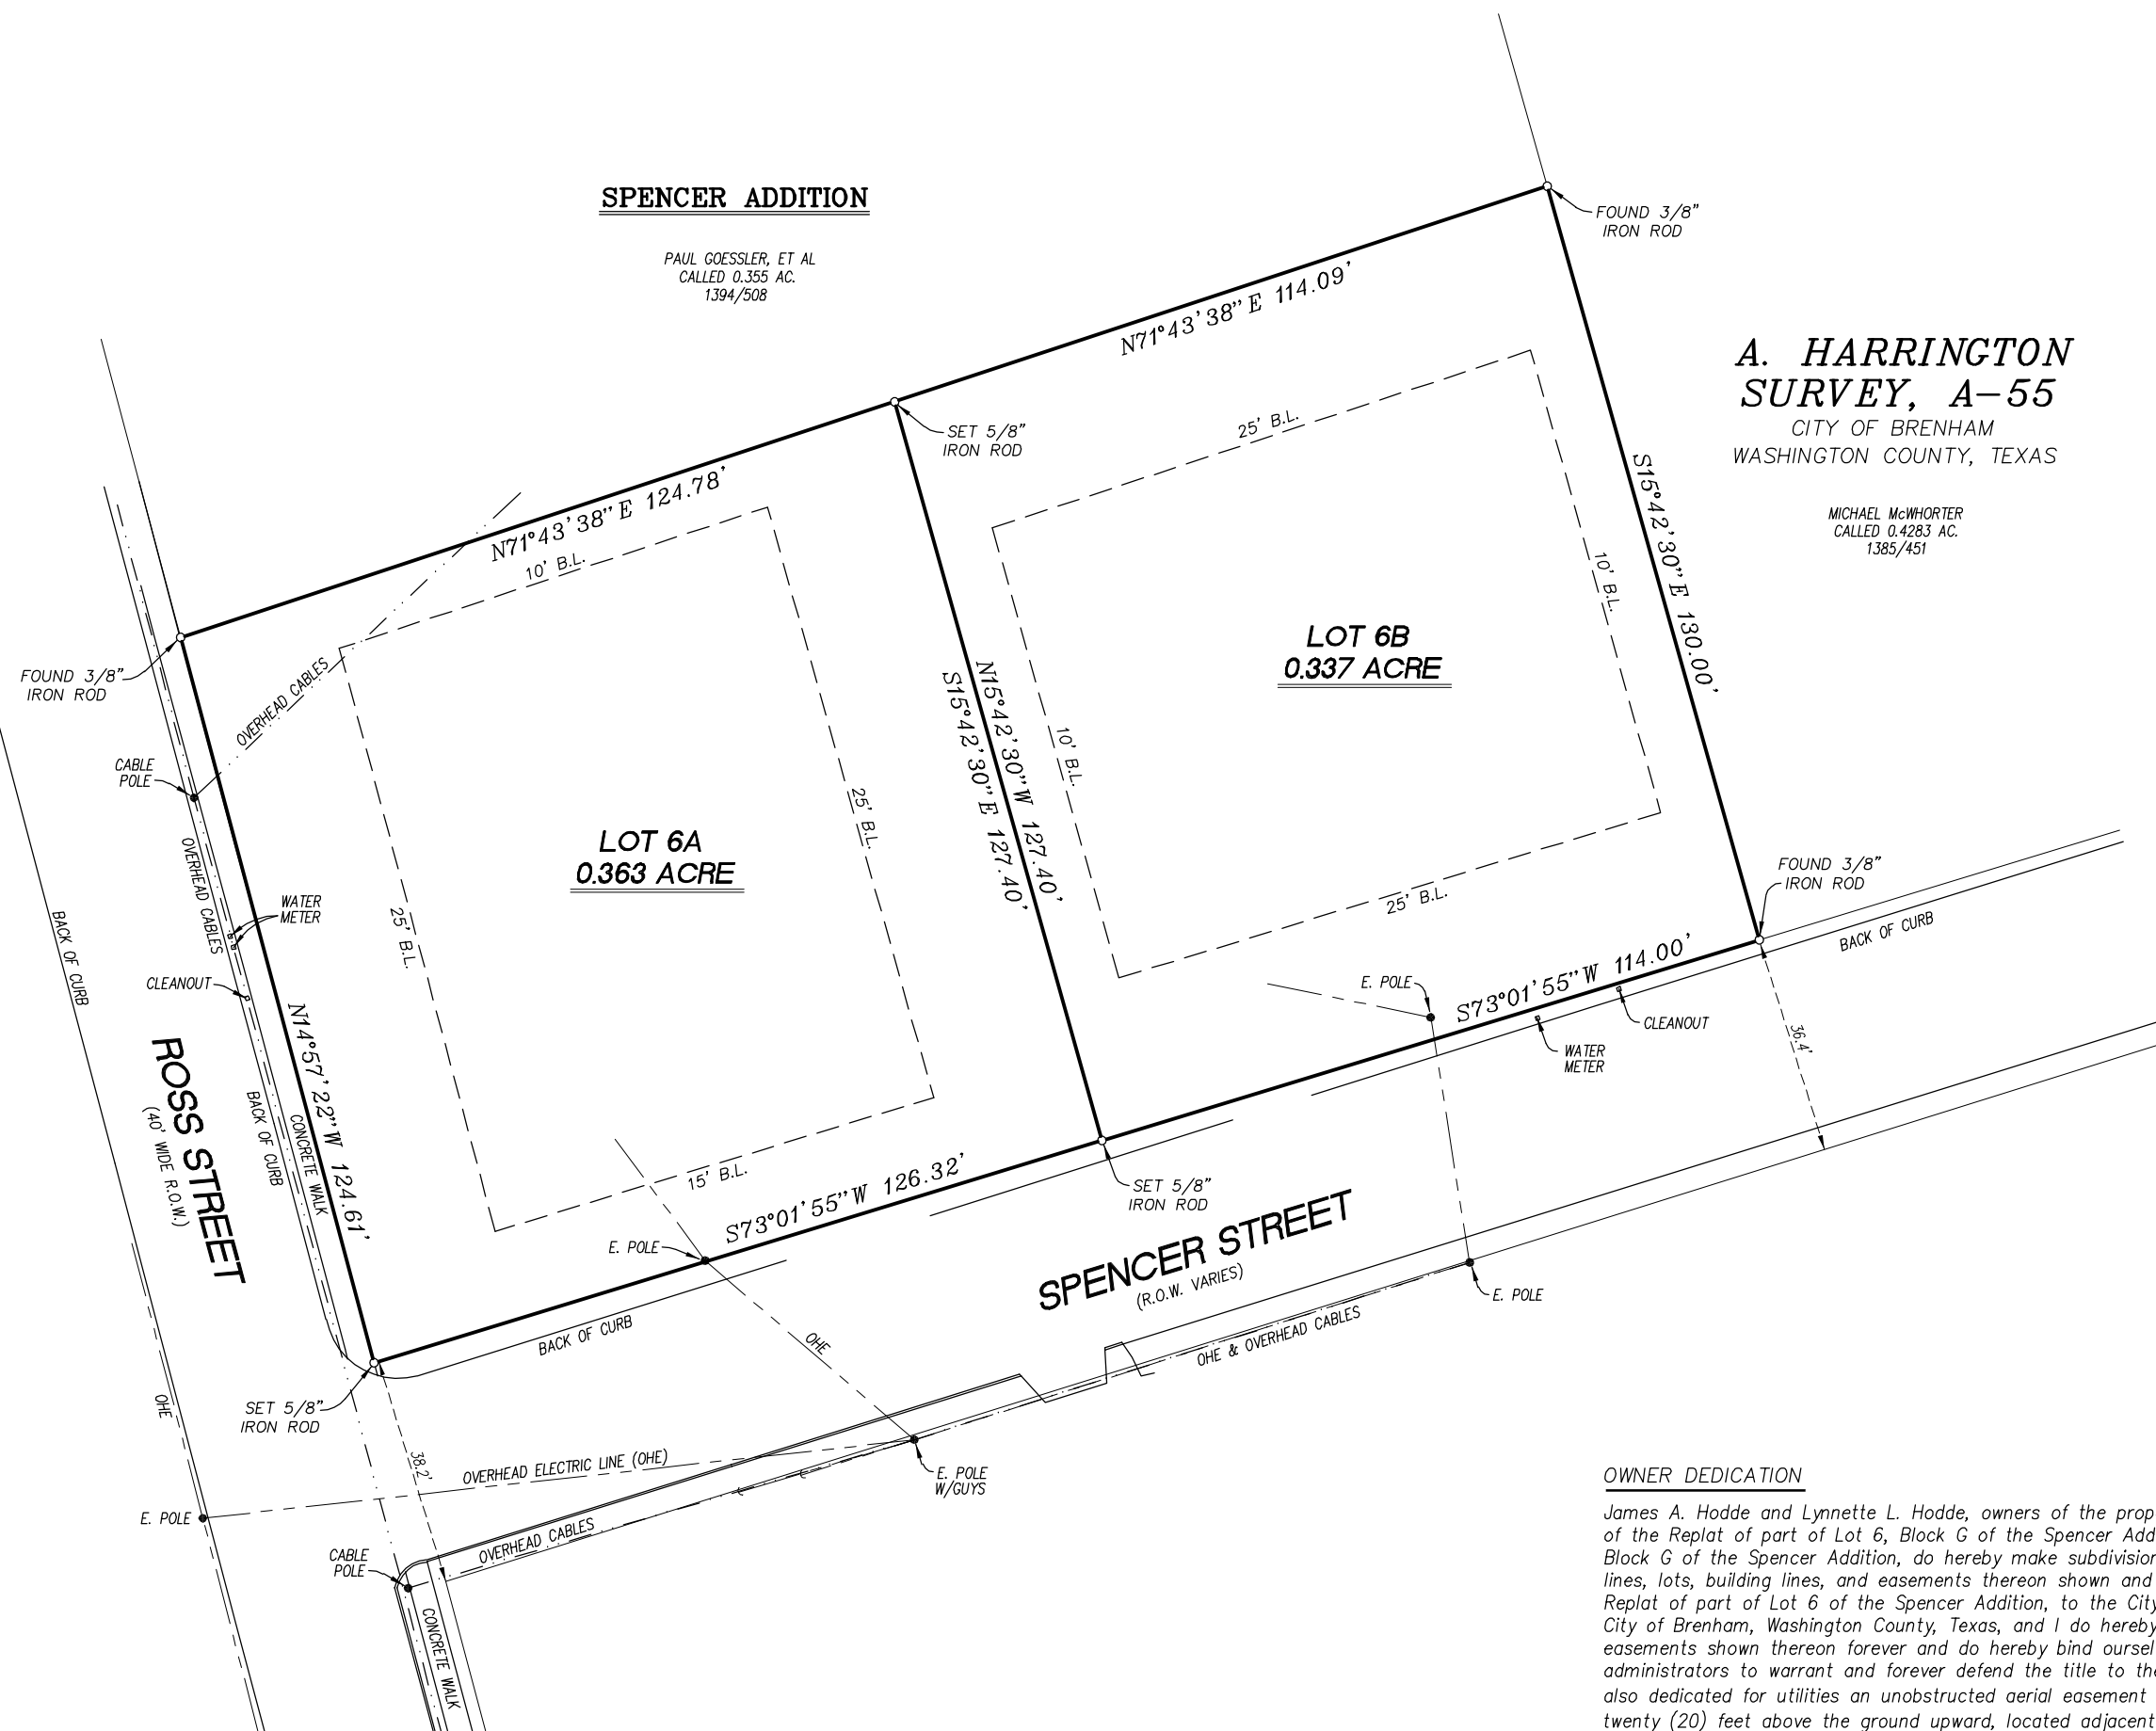 SPENCER ADDITION
PAUL GOESSLER, ET AL
CALLED 0.355 AC.
1394/508
FOUND 3/8"
IRON ROD
N71°43'38"E 114.09'
A. HARRINGTON
SURVEY, A-55
CITY OF BRENHAM
WASHINGTON COUNTY, TEXAS
MICHAEL McWHORTER
CALLED 0.4283 AC.
1385/451
25' B.L.
SET 5/8"
IRON ROD
N71°43'38"E 124.78'
10' B.L.
S15°42'30"E 130.00'
10' B.L.
LOT 6B
0.337 ACRE
FOUND 3/8"
IRON ROD
OVERHEAD CABLES
N15°42'30"W 127.40'
S15°42'30"E 127.40'
10' B.L.
CABLE
POLE
25' B.L.
LOT 6A
0.363 ACRE
OVERHEAD CABLES
WATER
METER
25' B.L.
25' B.L.
FOUND 3/8"
IRON ROD
BACK OF CURB
BACK OF CURB
CLEANOUT
E. POLE
S73°01'55"W 114.00'
CLEANOUT
WATER
METER
36.4'
N14°57'22"W 124.61'
ROSS STREET
(40' WIDE R.O.W.)
BACK OF CURB
CONCRETE WALK
15' B.L.
S73°01'55"W 126.32'
SET 5/8"
IRON ROD
E. POLE
SPENCER STREET
(R.O.W. VARIES)
E. POLE
BACK OF CURB
OHE
OHE & OVERHEAD CABLES
OHE
SET 5/8"
IRON ROD
38.2'
OVERHEAD ELECTRIC LINE (OHE)
E. POLE
W/GUYS
E. POLE
OVERHEAD CABLES
CABLE
POLE
CONCRETE WALK
OWNER DEDICATION
James A. Hodde and Lynnette L. Hodde, owners of the prop
of the Replat of part of Lot 6, Block G of the Spencer Add
Block G of the Spencer Addition, do hereby make subdivision
lines, lots, building lines, and easements thereon shown and
Replat of part of Lot 6 of the Spencer Addition, to the City
City of Brenham, Washington County, Texas, and I do hereby
easements shown thereon forever and do hereby bind oursel
administrators to warrant and forever defend the title to the
also dedicated for utilities an unobstructed aerial easement
twenty (20) feet above the ground upward, located adjacent